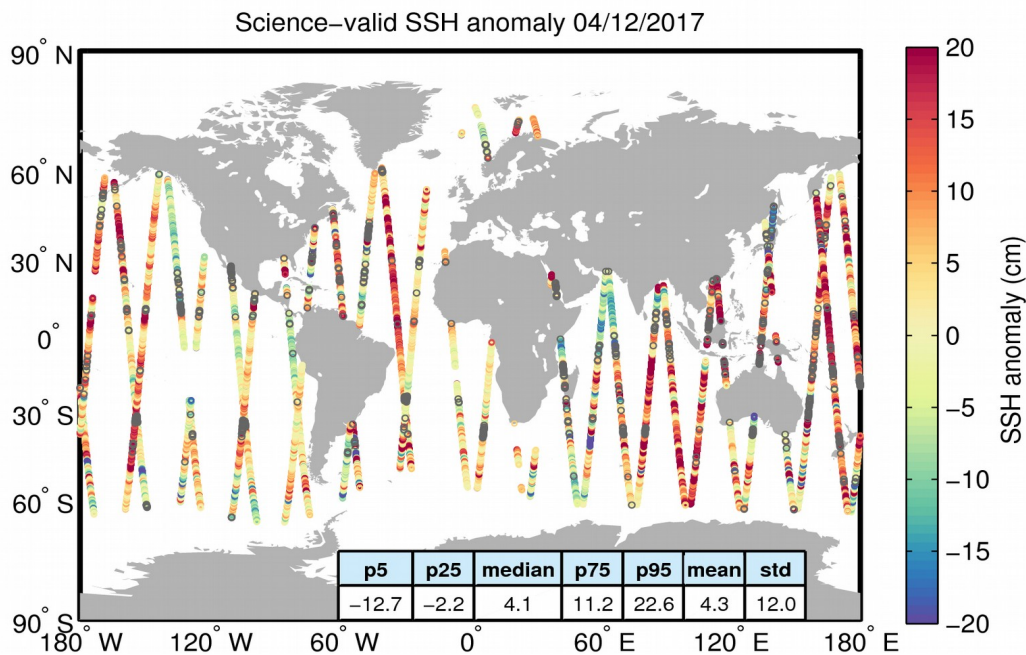 Science−valid SSH anomaly 04/12/2017
90° N
60° N
30° N
0°
30° S
60° S
90° S
180° W
120° W
60° W
0°
60° E
120° E
180° E
p5 p25 median p75 p95 mean std
−12.7 −2.2 4.1 11.2 22.6 4.3 12.0
20
15
10
5
0
−5
−10
−15
−20
SSH anomaly (cm)